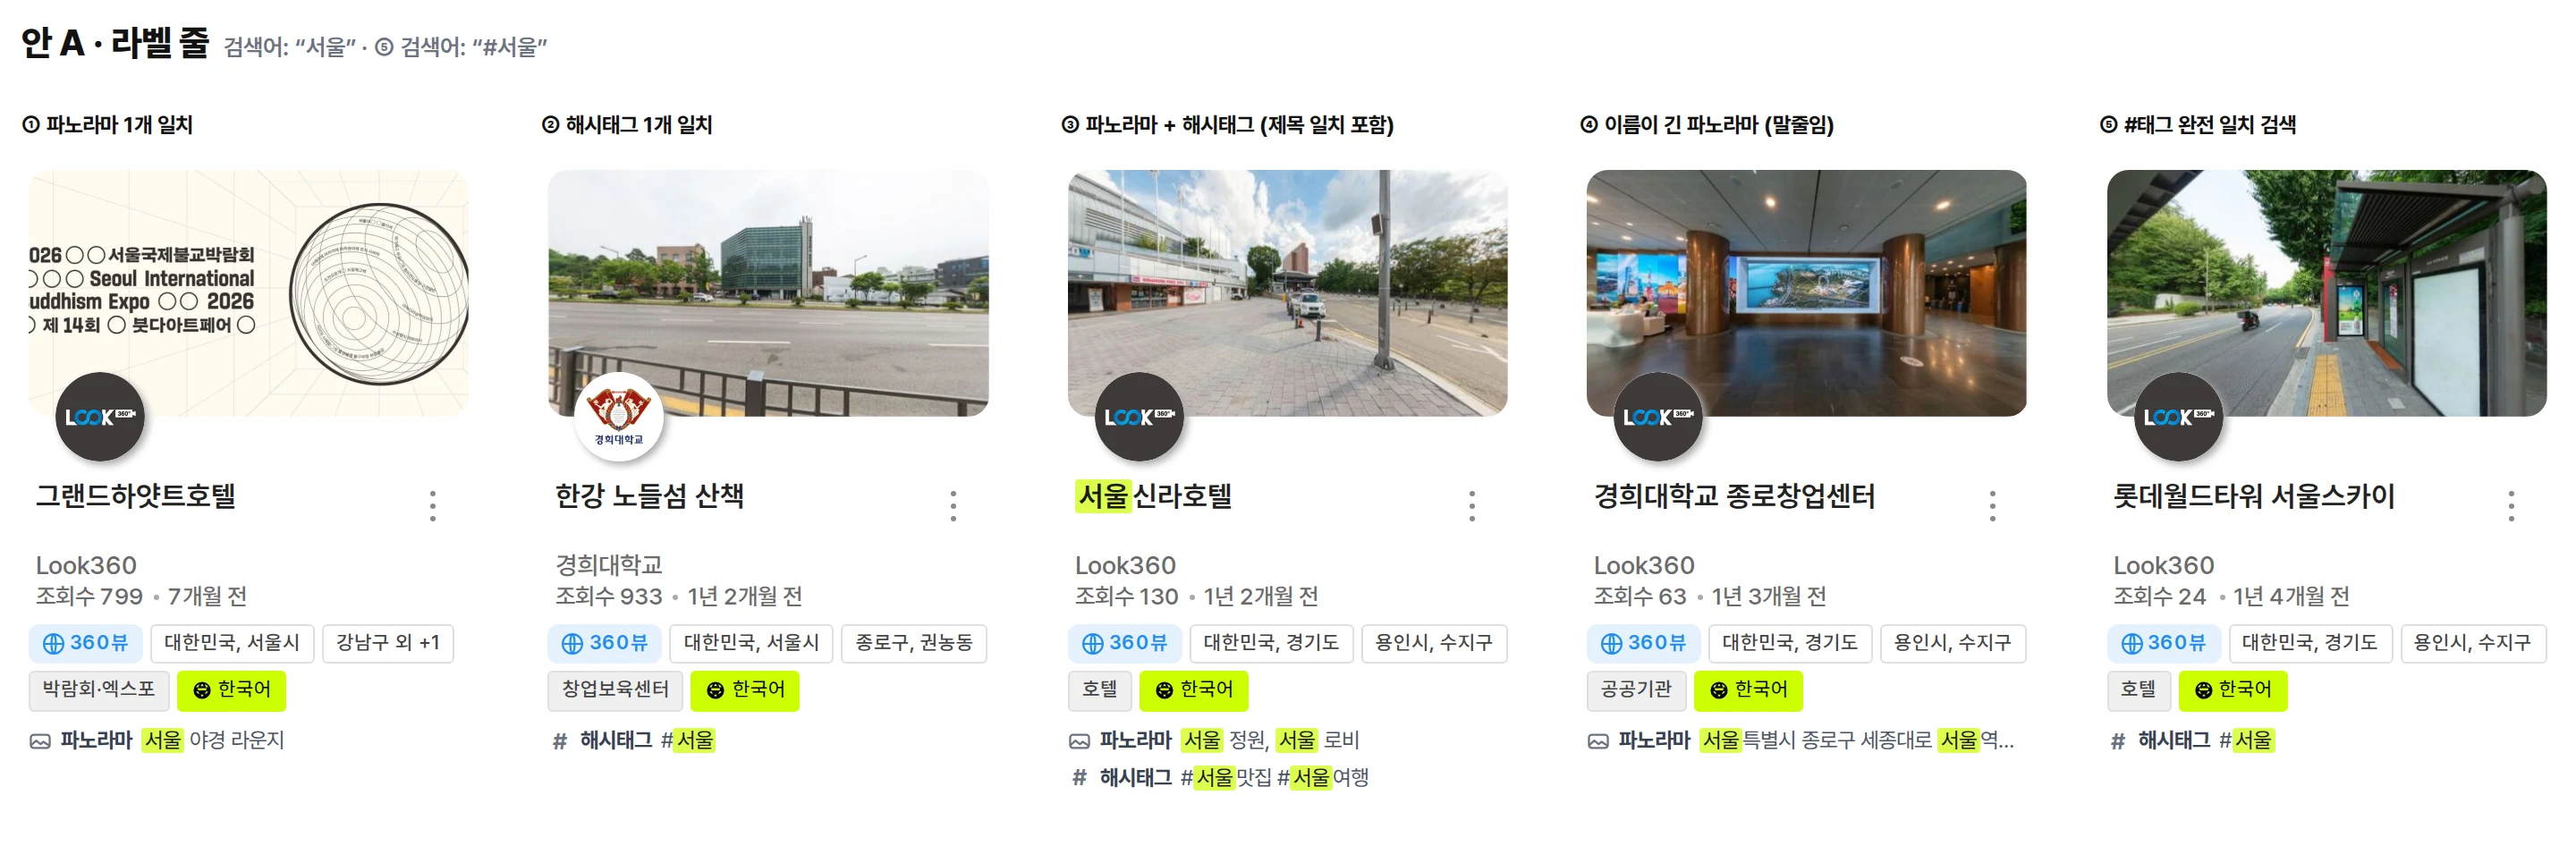 안 A · 라벨 줄 검색어: “서울” · ⑤ 검색어: “#서울”
① 파노라마 1개 일치
026 ○○서울국제불교박람회
○○○ Seoul International
uddhism Expo ○○ 2026
○ 제 14회 ○ 붓다아트페어 ○
LOOK 360°
그랜드하얏트호텔
Look360
조회수 799 • 7개월 전
360뷰 대한민국, 서울시 강남구 외 +1
박람회·엑스포 한국어
파노라마 서울 야경 라운지
② 해시태그 1개 일치
경희대학교
한강 노들섬 산책
경희대학교
조회수 933 • 1년 2개월 전
360뷰 대한민국, 서울시 종로구, 권농동
창업보육센터 한국어
# 해시태그 #서울
③ 파노라마 + 해시태그 (제목 일치 포함)
LOOK 360°
서울신라호텔
Look360
조회수 130 • 1년 2개월 전
360뷰 대한민국, 경기도 용인시, 수지구
호텔 한국어
파노라마 서울 정원, 서울 로비
# 해시태그 #서울맛집 #서울여행
④ 이름이 긴 파노라마 (말줄임)
LOOK 360°
경희대학교 종로창업센터
Look360
조회수 63 • 1년 3개월 전
360뷰 대한민국, 경기도 용인시, 수지구
공공기관 한국어
파노라마 서울특별시 종로구 세종대로 서울역...
⑤ #태그 완전 일치 검색
LOOK 360°
롯데월드타워 서울스카이
Look360
조회수 24 • 1년 4개월 전
360뷰 대한민국, 경기도 용인시, 수지구
호텔 한국어
# 해시태그 #서울